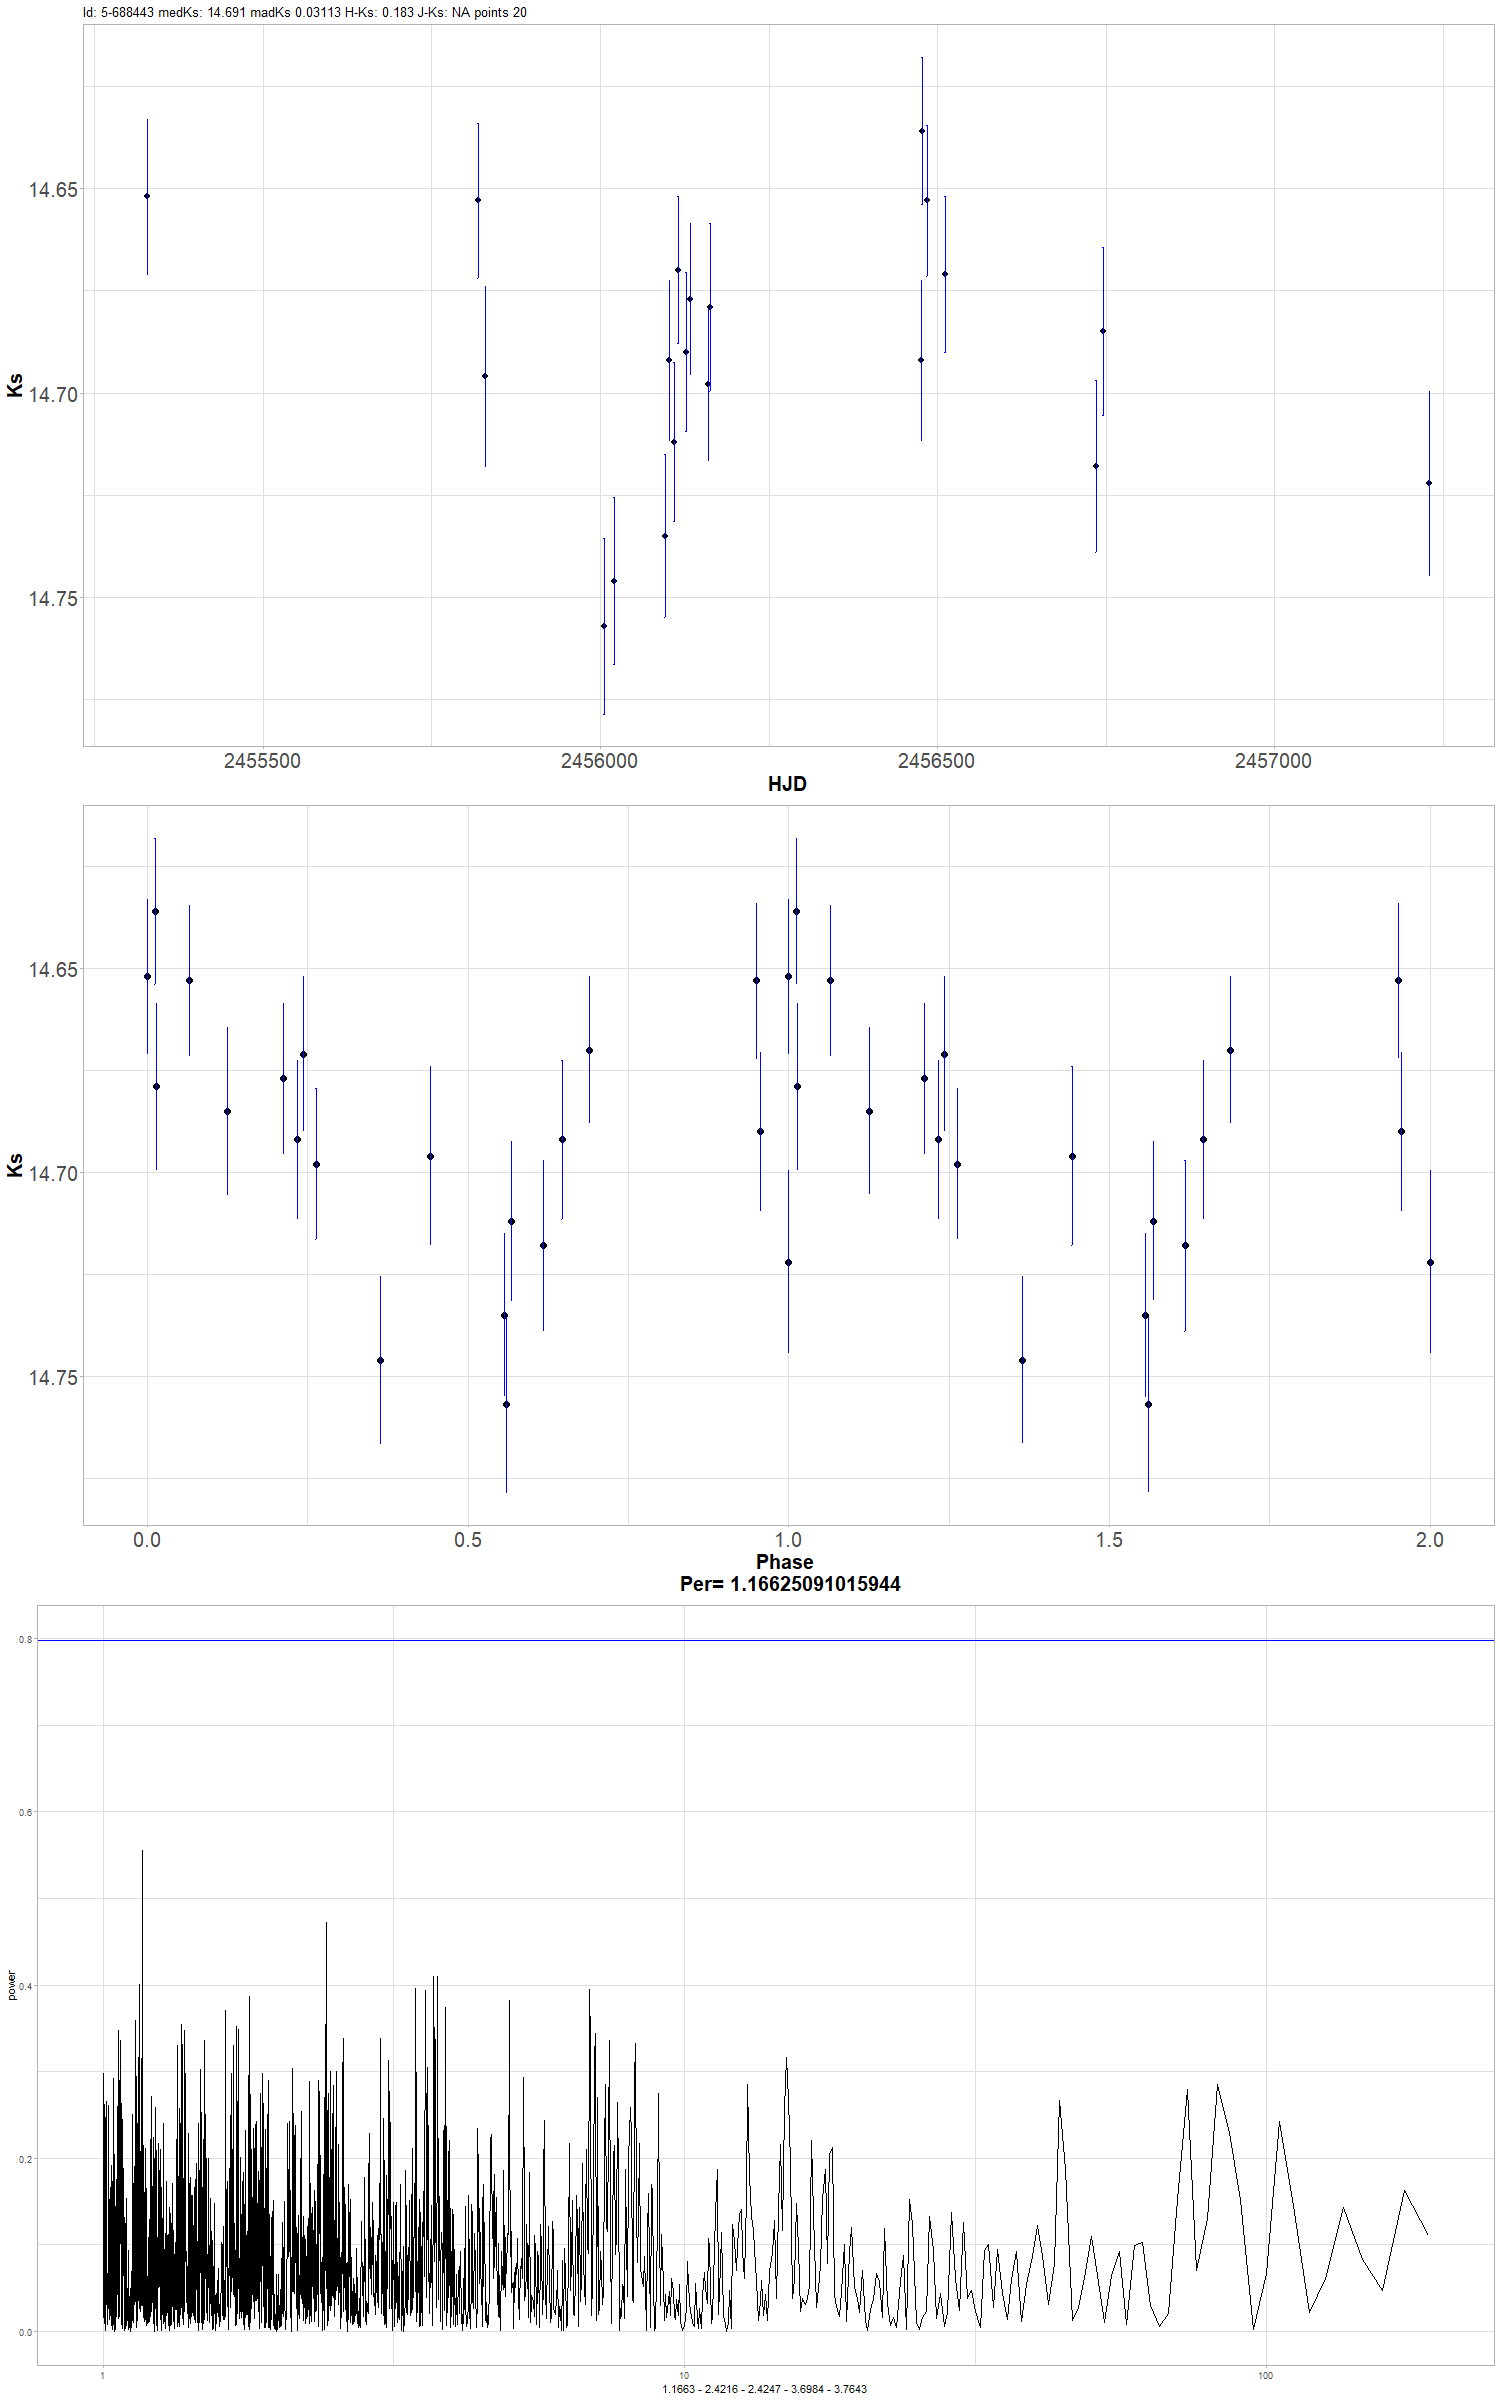 Id: 5-688443 medKs: 14.691 madKs 0.03113 H-Ks: 0.183 J-Ks: NA points 20
Ks
14.65
14.70
14.75
2455500 2456000 2456500 2457000
HJD
Ks
14.65
14.70
14.75
0.0 0.5 1.0 1.5 2.0
Phase
Per= 1.16625091015944
power
0.8
0.6
0.4
0.2
0.0
1 10 100
1.1663 - 2.4216 - 2.4247 - 3.6984 - 3.7643